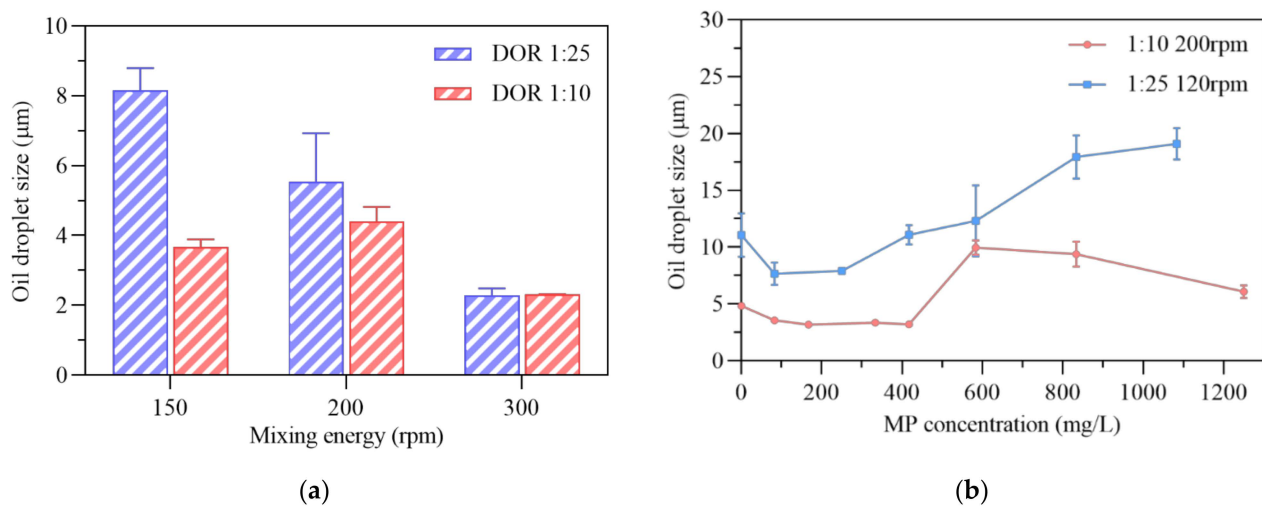 10
8
6
4
2
0
Oil droplet size (μm)
DOR 1:25
DOR 1:10
150
200
300
Mixing energy (rpm)
(a)
30
25
20
15
10
5
0
Oil droplet size (μm)
1:10 200rpm
1:25 120rpm
0
200
400
600
800
1000
1200
MP concentration (mg/L)
(b)